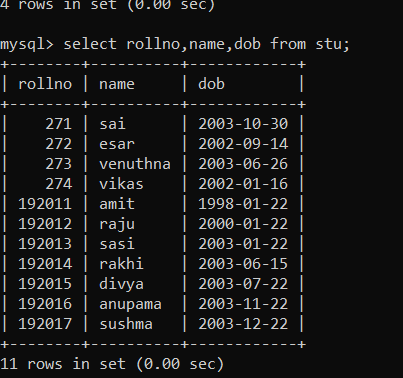 4 rows in set (0.00 sec)
mysql> select rollno,name,dob from stu;
+--------+----------+------------+
| rollno | name     | dob        |
+--------+----------+------------+
|    271 | sai      | 2003-10-30 |
|    272 | esar     | 2002-09-14 |
|    273 | venuthna | 2003-06-26 |
|    274 | vikas    | 2002-01-16 |
| 192011 | amit     | 1998-01-22 |
| 192012 | raju     | 2000-01-22 |
| 192013 | sasi     | 2003-01-22 |
| 192014 | rakhi    | 2003-06-15 |
| 192015 | divya    | 2003-07-22 |
| 192016 | anupama  | 2003-11-22 |
| 192017 | sushma   | 2003-12-22 |
+--------+----------+------------+
11 rows in set (0.00 sec)